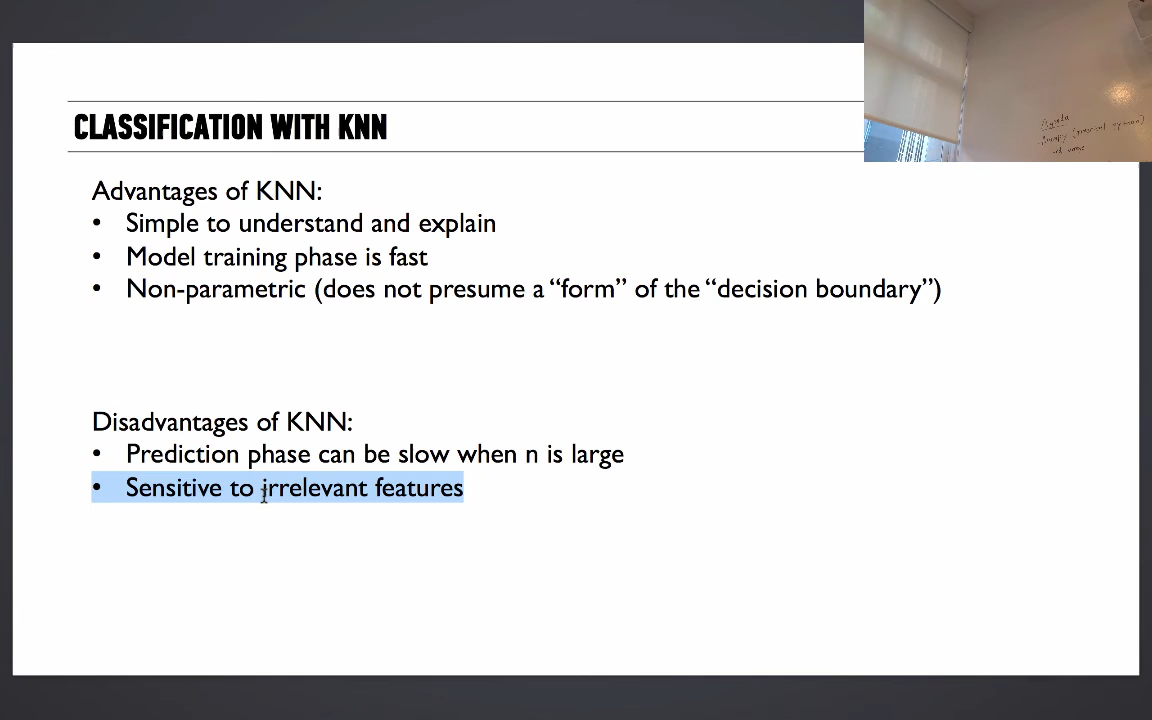 CLASSIFICATION WITH KNN
Advantages of KNN:
• Simple to understand and explain
• Model training phase is fast
• Non-parametric (does not presume a “form” of the “decision boundary”)
Disadvantages of KNN:
• Prediction phase can be slow when n is large
• Sensitive to irrelevant features